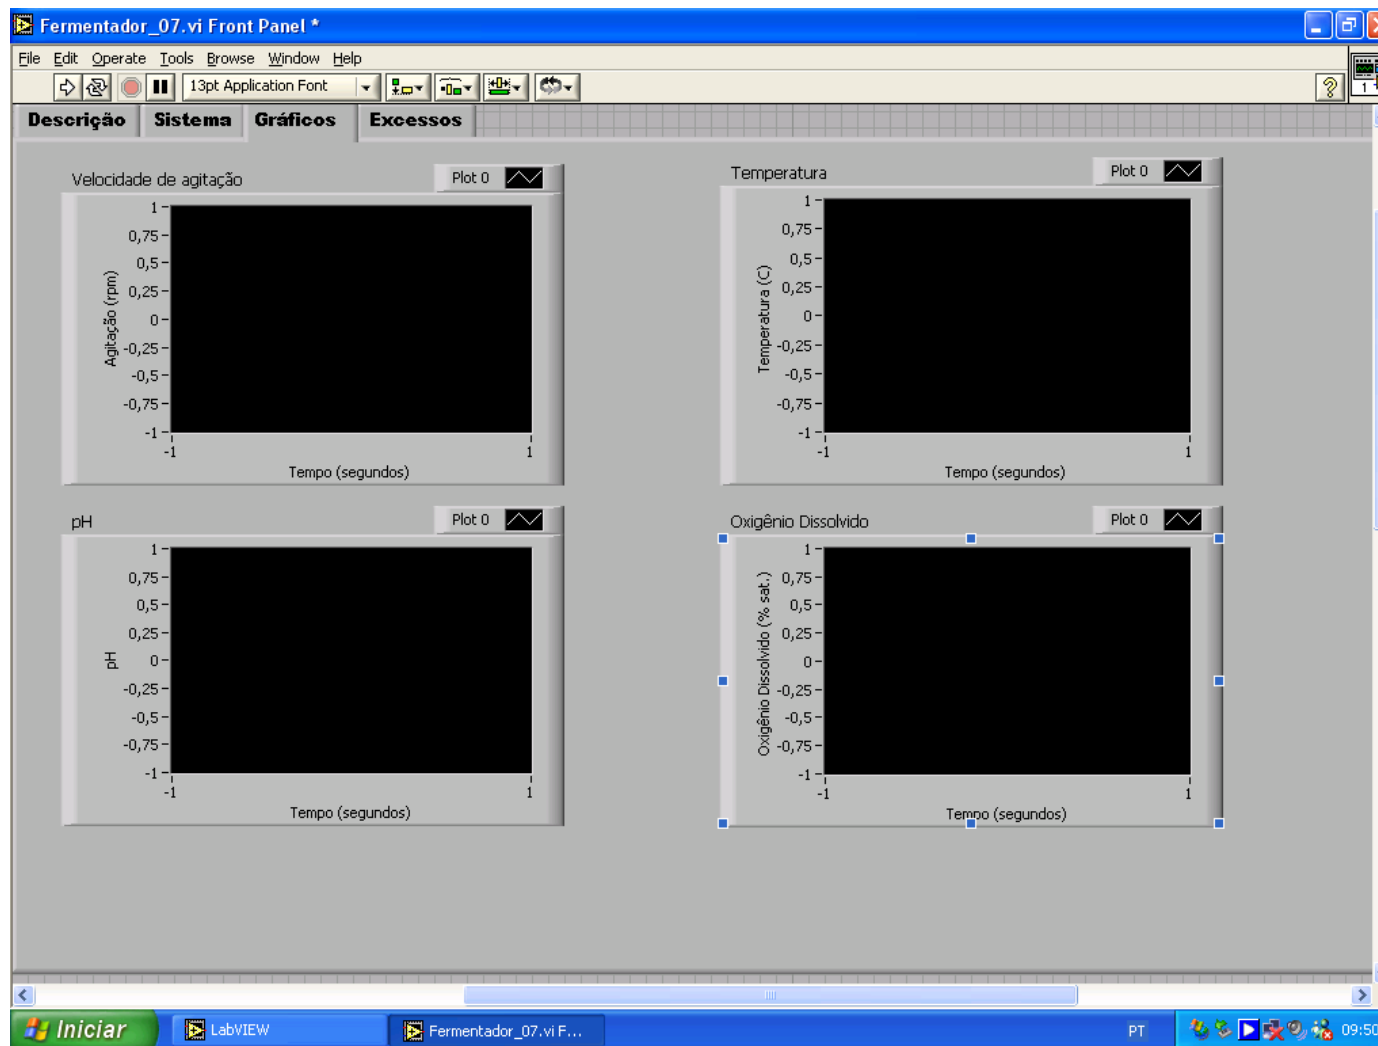 Fermentador_07.vi Front Panel *
File Edit Operate Tools Browse Window Help
13pt Application Font
?
1
Descrição Sistema Gráficos Excessos
Velocidade de agitação
Plot 0
1
0,75
0,5
0,25
0
-0,25
-0,5
-0,75
-1
Agitação (rpm)
-1 1
Tempo (segundos)
Temperatura
Plot 0
1
0,75
0,5
0,25
0
-0,25
-0,5
-0,75
-1
Temperatura (C)
-1 1
Tempo (segundos)
pH
Plot 0
1
0,75
0,5
0,25
0
-0,25
-0,5
-0,75
-1
pH
-1 1
Tempo (segundos)
Oxigênio Dissolvido
Plot 0
1
0,75
0,5
0,25
0
-0,25
-0,5
-0,75
-1
Oxigênio Dissolvido (% sat.)
-1 1
Tempo (segundos)
Iniciar
LabVIEW
Fermentador_07.vi F...
PT
09:50